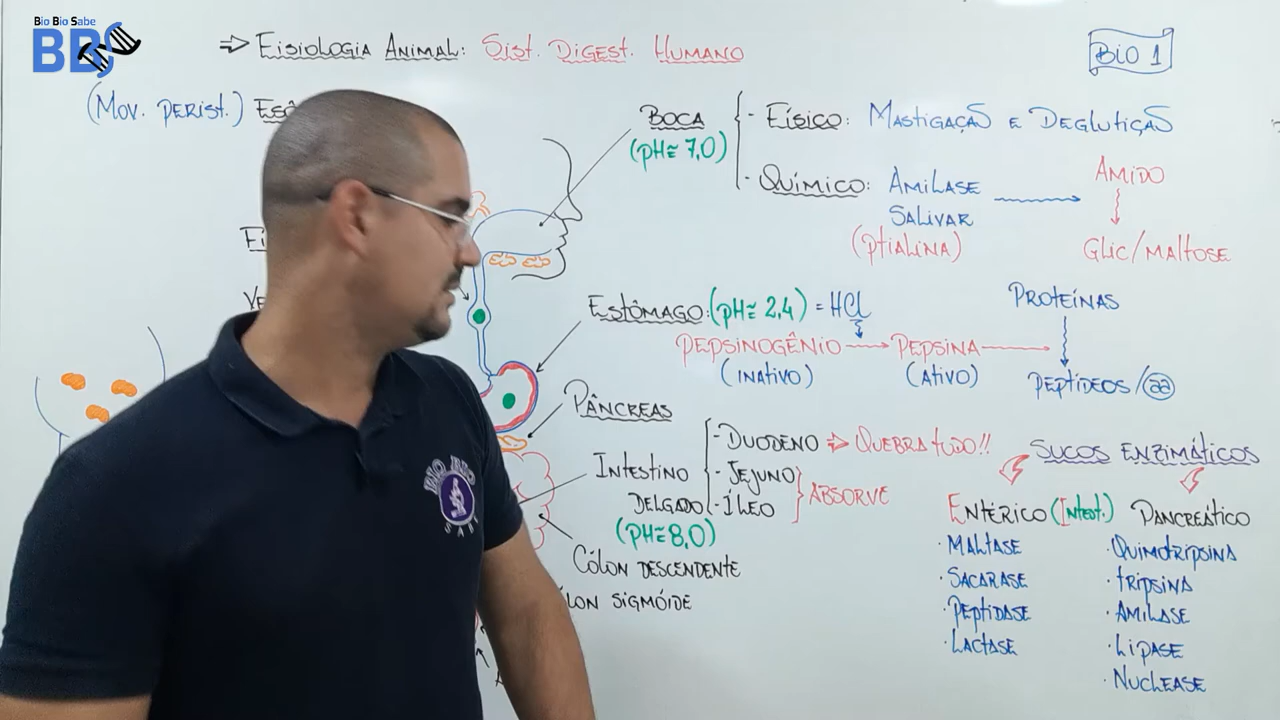 Bio Bio Sabe
BBS
⇒ Fisiologia Animal: Sist. Digest. Humano
BIO 1
(Mov. perist.)
Boca
(pH≅ 7,0)
- Físico: Mastigação e Deglutição
- Químico: Amilase
Salivar
(ptialina)
Amido
Glic/maltose
Estômago: (pH≅ 2,4) = HCl
Pepsinogênio → Pepsina →
(inativo) (ativo)
Proteínas
Peptídeos/aa
Pâncreas
Intestino
Delgado
(pH≅ 8,0)
- Duodeno ⇒ Quebra tudo!!
- Jejuno
- Íleo
Absorve
Cólon descendente
Sigmóide
Sucos Enzimáticos
Entérico (Intest.)
· Maltase
· Sacarase
· Peptidase
· Lactase
Pancreático
· Quimotripsina
· tripsina
· Amilase
· Lipase
· Nuclease
BIO BIO
SABE